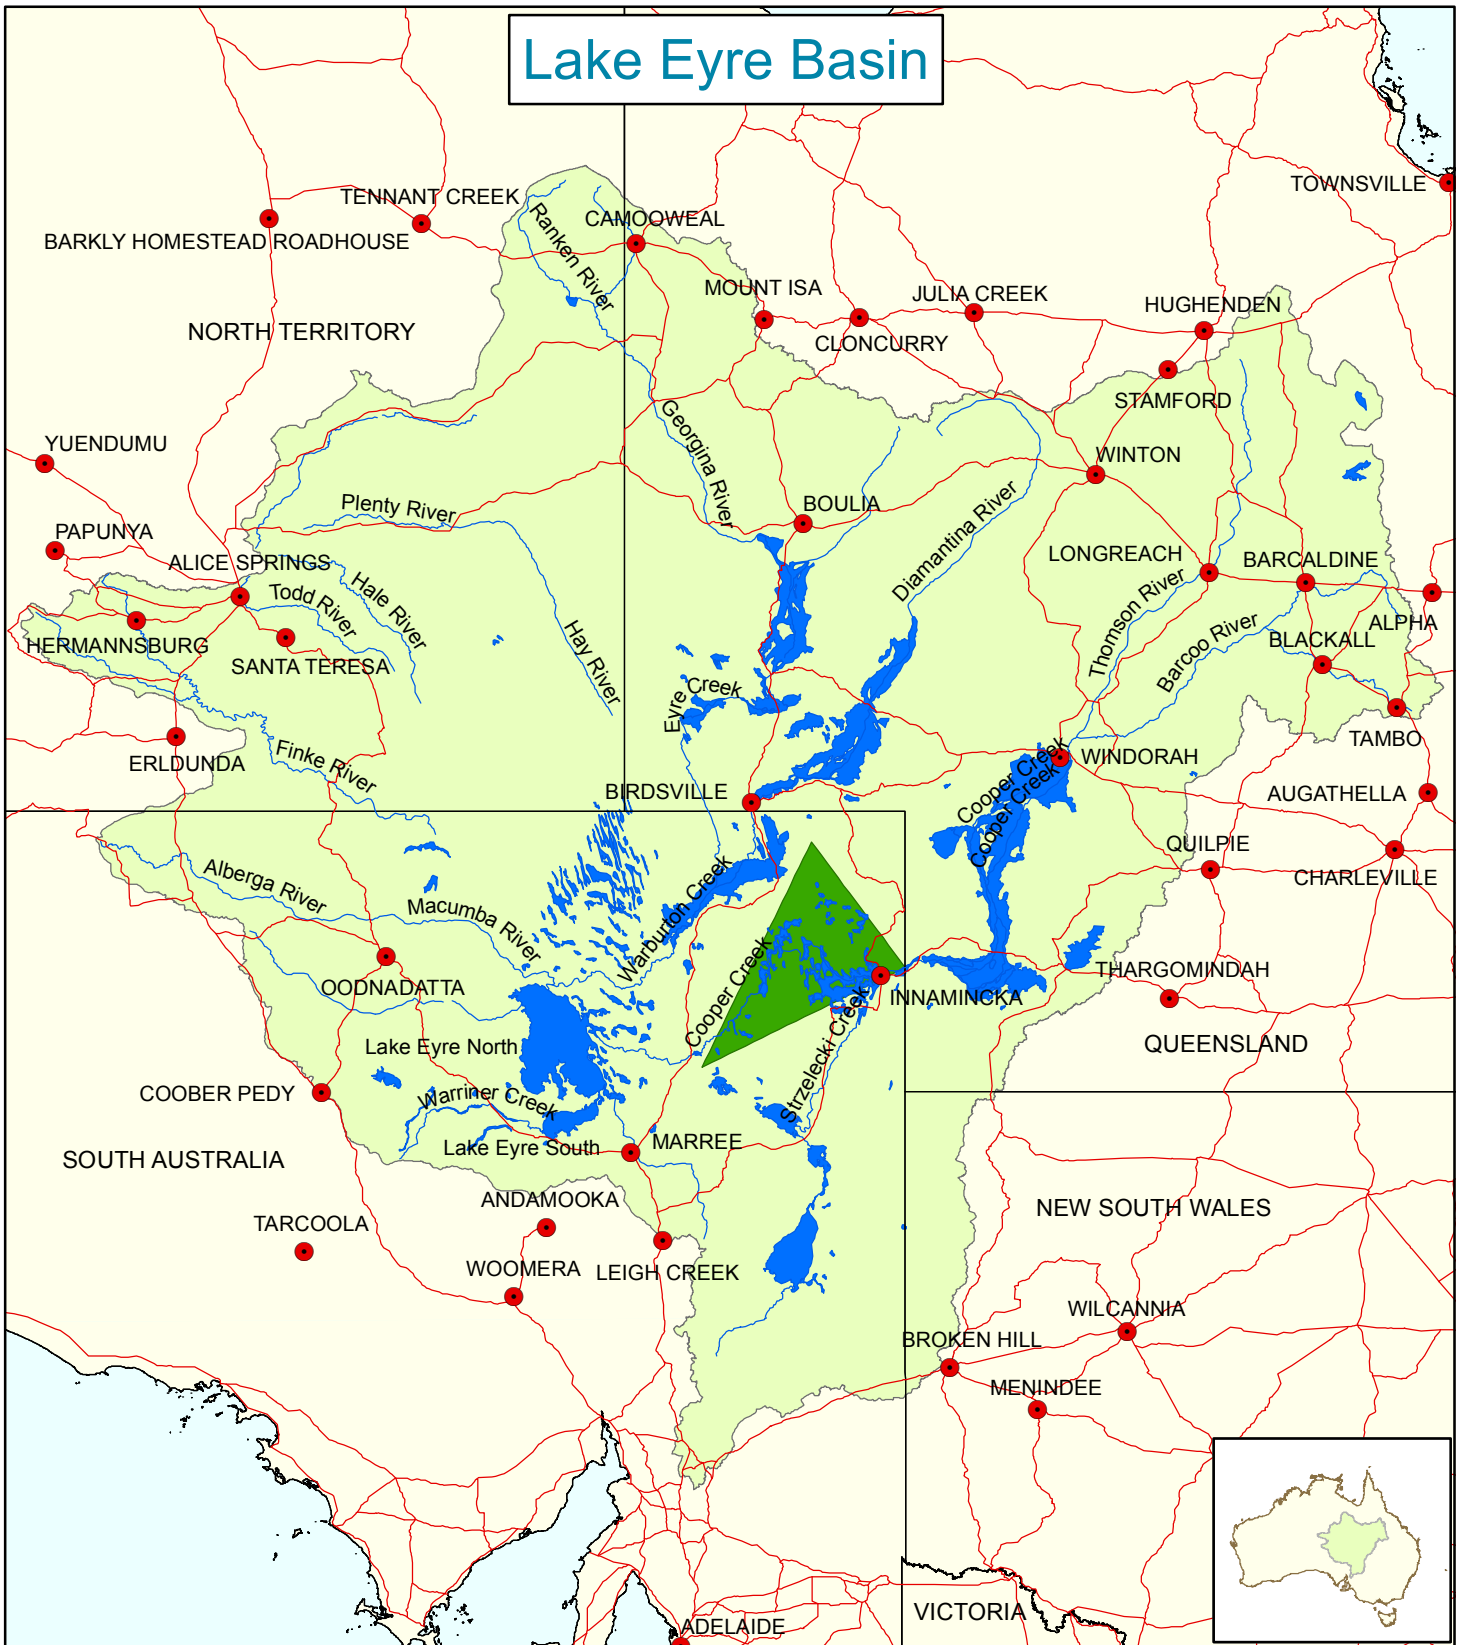 Lake Eyre Basin
TOWNSVILLE
TENNANT CREEK
CAMOOWEAL
BARKLY HOMESTEAD ROADHOUSE
Ranken River
MOUNT ISA
JULIA CREEK
HUGHENDEN
NORTH TERRITORY
CLONCURRY
STAMFORD
YUENDUMU
Georgina River
WINTON
Plenty River
BOULIA
Diamantina River
PAPUNYA
ALICE SPRINGS
LONGREACH
BARCALDINE
Hale River
Todd River
Thomson River
Barcoo River
ALPHA
HERMANNSBURG
SANTA TERESA
Hay River
BLACKALL
Eyre Creek
TAMBO
ERLDUNDA
Finke River
WINDORAH
Cooper Creek
Cooper Creek
BIRDSVILLE
AUGATHELLA
QUILPIE
CHARLEVILLE
Alberga River
Macumba River
Warburton Creek
Cooper Creek
OODNADATTA
INNAMINCKA
THARGOMINDAH
Strzelecki Creek
QUEENSLAND
Lake Eyre North
COOBER PEDY
Warriner Creek
Lake Eyre South
MARREE
SOUTH AUSTRALIA
ANDAMOOKA
NEW SOUTH WALES
TARCOOLA
WOOMERA
LEIGH CREEK
WILCANNIA
BROKEN HILL
MENINDEE
VICTORIA
ADELAIDE